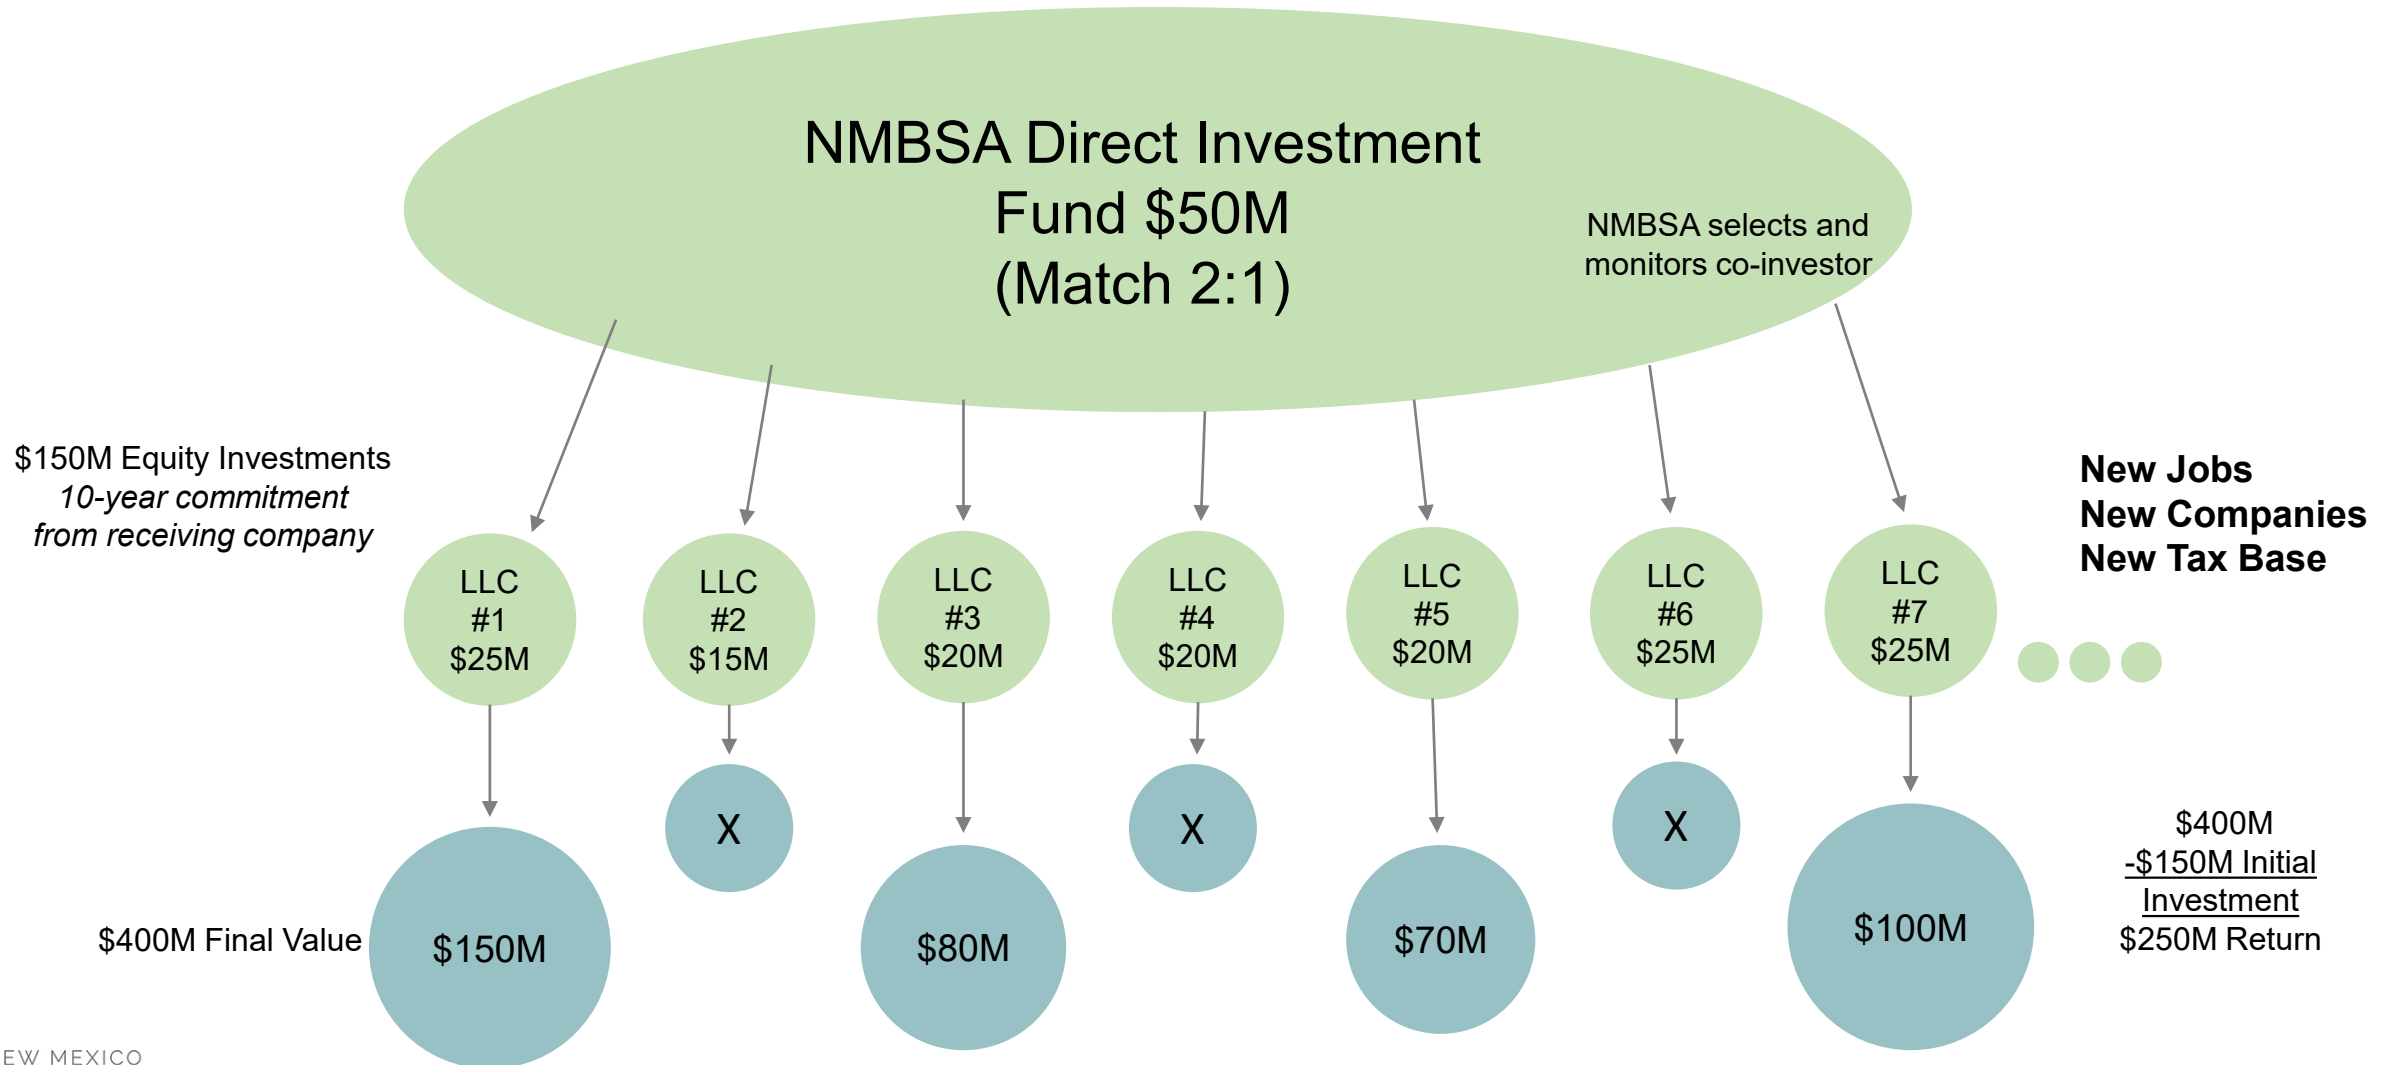 NMBSA Direct Investment
Fund $50M
(Match 2:1)
NMBSA selects and
monitors co-investor
$150M Equity Investments
10-year commitment
from receiving company
New Jobs
New Companies
New Tax Base
LLC
#1
$25M
LLC
#2
$15M
LLC
#3
$20M
LLC
#4
$20M
LLC
#5
$20M
LLC
#6
$25M
LLC
#7
$25M
X
X
X
$400M Final Value
$150M
$80M
$70M
$100M
$400M
-$150M Initial
Investment
$250M Return
EW MEXICO